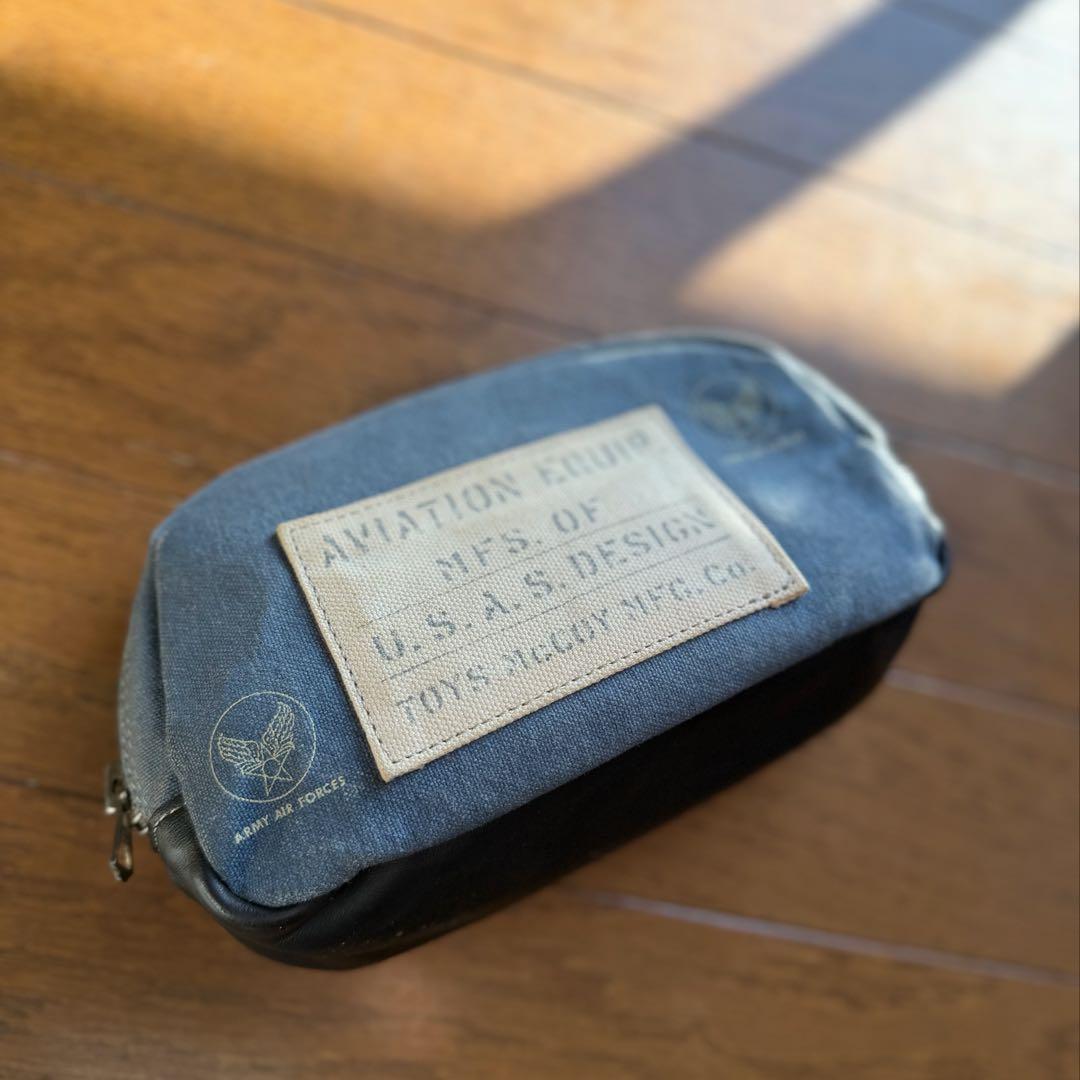 AVIATION EQUIP.
MFS. OF
U.S.A.S. DESIGN
TOYS McCOY MFG. Co.
ARMY AIR FORCES